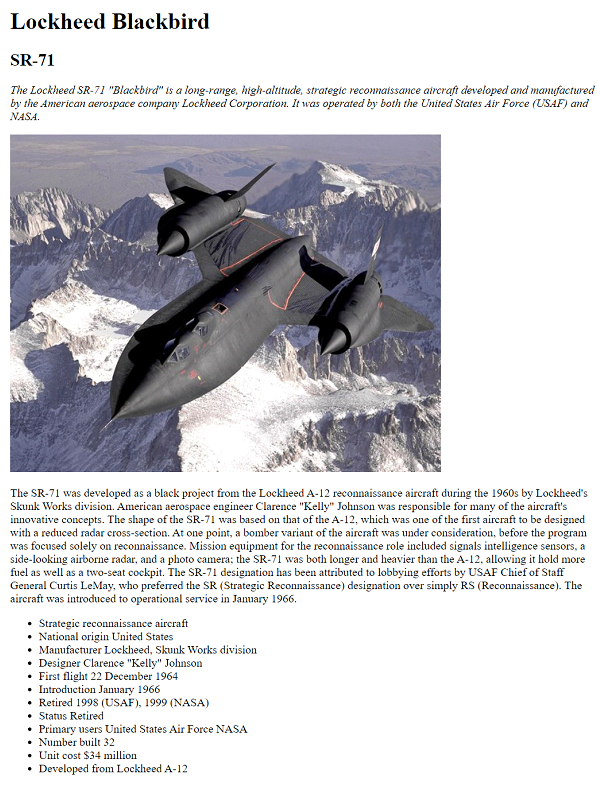 Lockheed Blackbird
SR-71
The Lockheed SR-71 "Blackbird" is a long-range, high-altitude, strategic reconnaissance aircraft developed and manufactured
by the American aerospace company Lockheed Corporation. It was operated by both the United States Air Force (USAF) and
NASA.
The SR-71 was developed as a black project from the Lockheed A-12 reconnaissance aircraft during the 1960s by Lockheed's
Skunk Works division. American aerospace engineer Clarence "Kelly" Johnson was responsible for many of the aircraft's
innovative concepts. The shape of the SR-71 was based on that of the A-12, which was one of the first aircraft to be designed
with a reduced radar cross-section. At one point, a bomber variant of the aircraft was under consideration, before the program
was focused solely on reconnaissance. Mission equipment for the reconnaissance role included signals intelligence sensors, a
side-looking airborne radar, and a photo camera; the SR-71 was both longer and heavier than the A-12, allowing it hold more
fuel as well as a two-seat cockpit. The SR-71 designation has been attributed to lobbying efforts by USAF Chief of Staff
General Curtis LeMay, who preferred the SR (Strategic Reconnaissance) designation over simply RS (Reconnaissance). The
aircraft was introduced to operational service in January 1966.
• Strategic reconnaissance aircraft
• National origin United States
• Manufacturer Lockheed, Skunk Works division
• Designer Clarence "Kelly" Johnson
• First flight 22 December 1964
• Introduction January 1966
• Retired 1998 (USAF), 1999 (NASA)
• Status Retired
• Primary users United States Air Force NASA
• Number built 32
• Unit cost $34 million
• Developed from Lockheed A-12